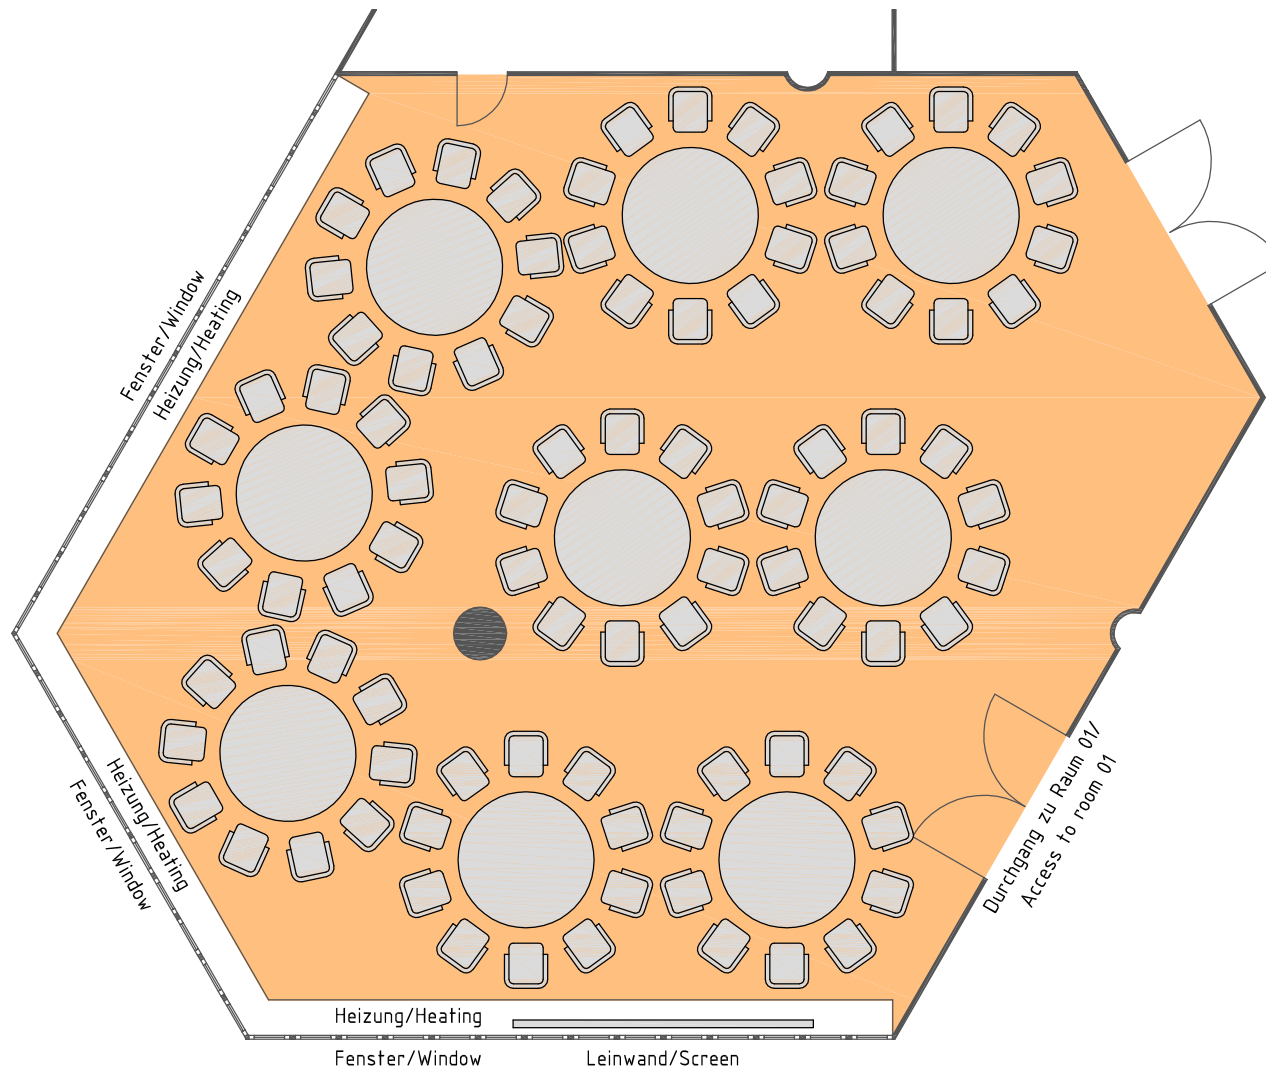 Fenster/Window
Heizung/Heating
Heizung/Heating
Fenster/Window
Durchgang zu Raum 01/
Access to room 01
Heizung/Heating
Fenster/Window
Leinwand/Screen